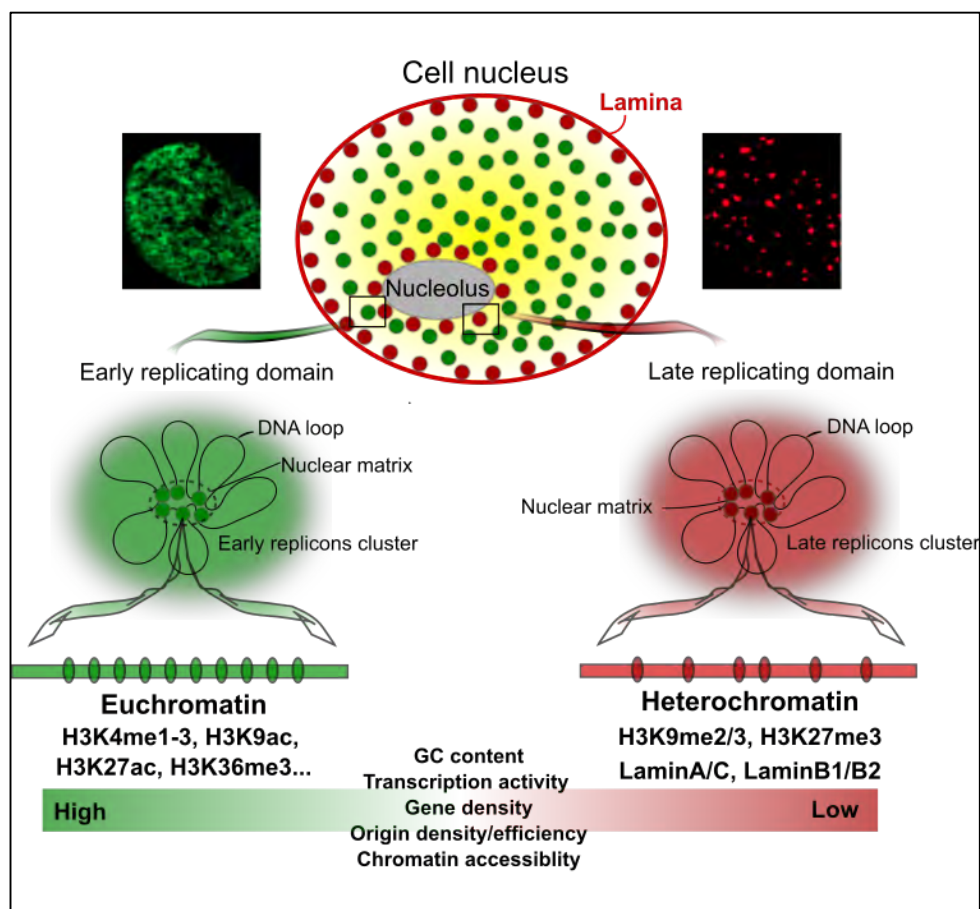 Cell nucleus
Lamina
Nucleolus
Early replicating domain
Late replicating domain
DNA loop
Nuclear matrix
Early replicons cluster
DNA loop
Nuclear matrix
Late replicons cluster
Euchromatin
H3K4me1-3, H3K9ac,
H3K27ac, H3K36me3...
Heterochromatin
H3K9me2/3, H3K27me3
LaminA/C, LaminB1/B2
GC content
Transcription activity
High
Gene density
Low
Origin density/efficiency
Chromatin accessiblity